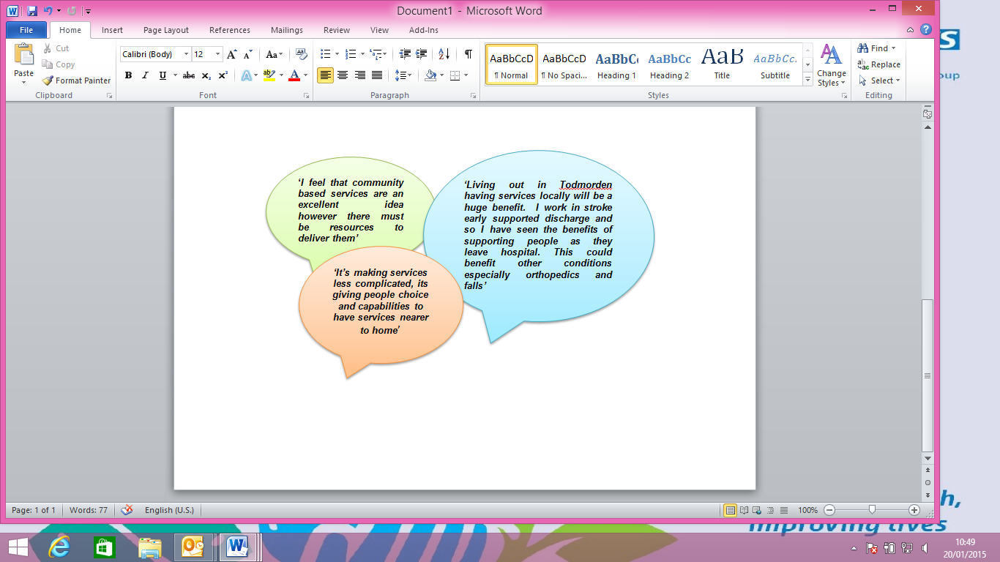 Document1 - Microsoft Word
File Home Insert Page Layout References Mailings Review View Add-Ins
Paste
Cut
Copy
Format Painter
Clipboard
Calibri (Body) 12
Font
Paragraph
AaBbCcD AaBbCcD AaBbC AaBbCc AaB AaBbCc.
¶ Normal ¶ No Spaci... Heading 1 Heading 2 Title Subtitle
Change
Styles
Styles
Find
Replace
Select
Editing
‘I feel that community
based services are an
excellent idea
however there must
be resources to
deliver them’
‘Living out in Todmorden
having services locally will be a
huge benefit. I work in stroke
early supported discharge and
so I have seen the benefits of
supporting people as they
leave hospital. This could
benefit other conditions
especially orthopedics and
falls’
‘It’s making services
less complicated, its
giving people choice
and capabilities to
have services nearer
to home’
Page: 1 of 1 Words: 77 English (U.S.) 100%
improving lives
10:49
20/01/2015